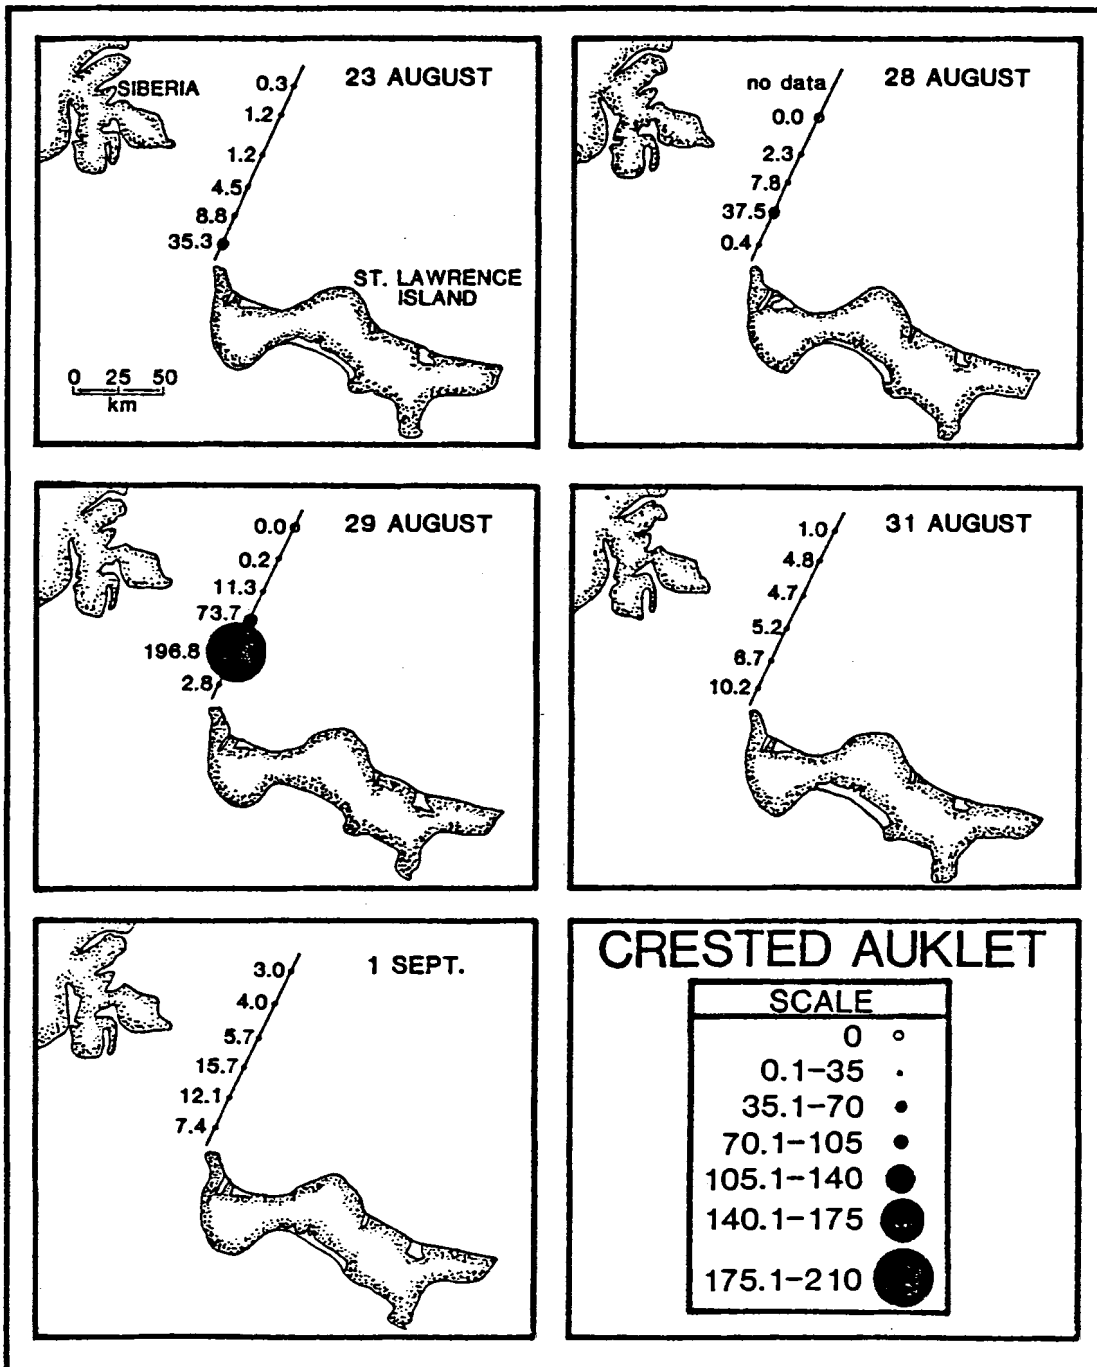 23 AUGUST
SIBERIA
0.3
1.2
1.2
4.5
8.8
35.3
ST. LAWRENCE
ISLAND
0 25 50
km
28 AUGUST
no data
0.0
2.3
7.8
37.5
0.4
29 AUGUST
0.0
0.2
11.3
73.7
196.8
2.8
31 AUGUST
1.0
4.8
4.7
5.2
6.7
10.2
1 SEPT.
3.0
4.0
5.7
15.7
12.1
7.4
CRESTED AUKLET
SCALE
0
0.1–35
35.1–70
70.1–105
105.1–140
140.1–175
175.1–210